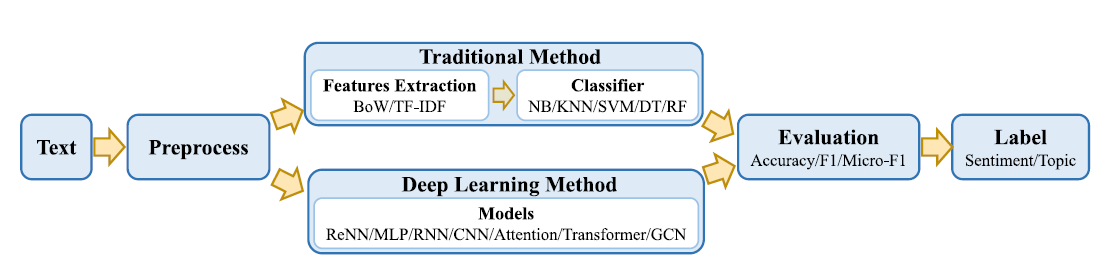 Text
Preprocess
Traditional Method
Features Extraction
BoW/TF-IDF
Classifier
NB/KNN/SVM/DT/RF
Deep Learning Method
Models
ReNN/MLP/RNN/CNN/Attention/Transformer/GCN
Evaluation
Accuracy/F1/Micro-F1
Label
Sentiment/Topic